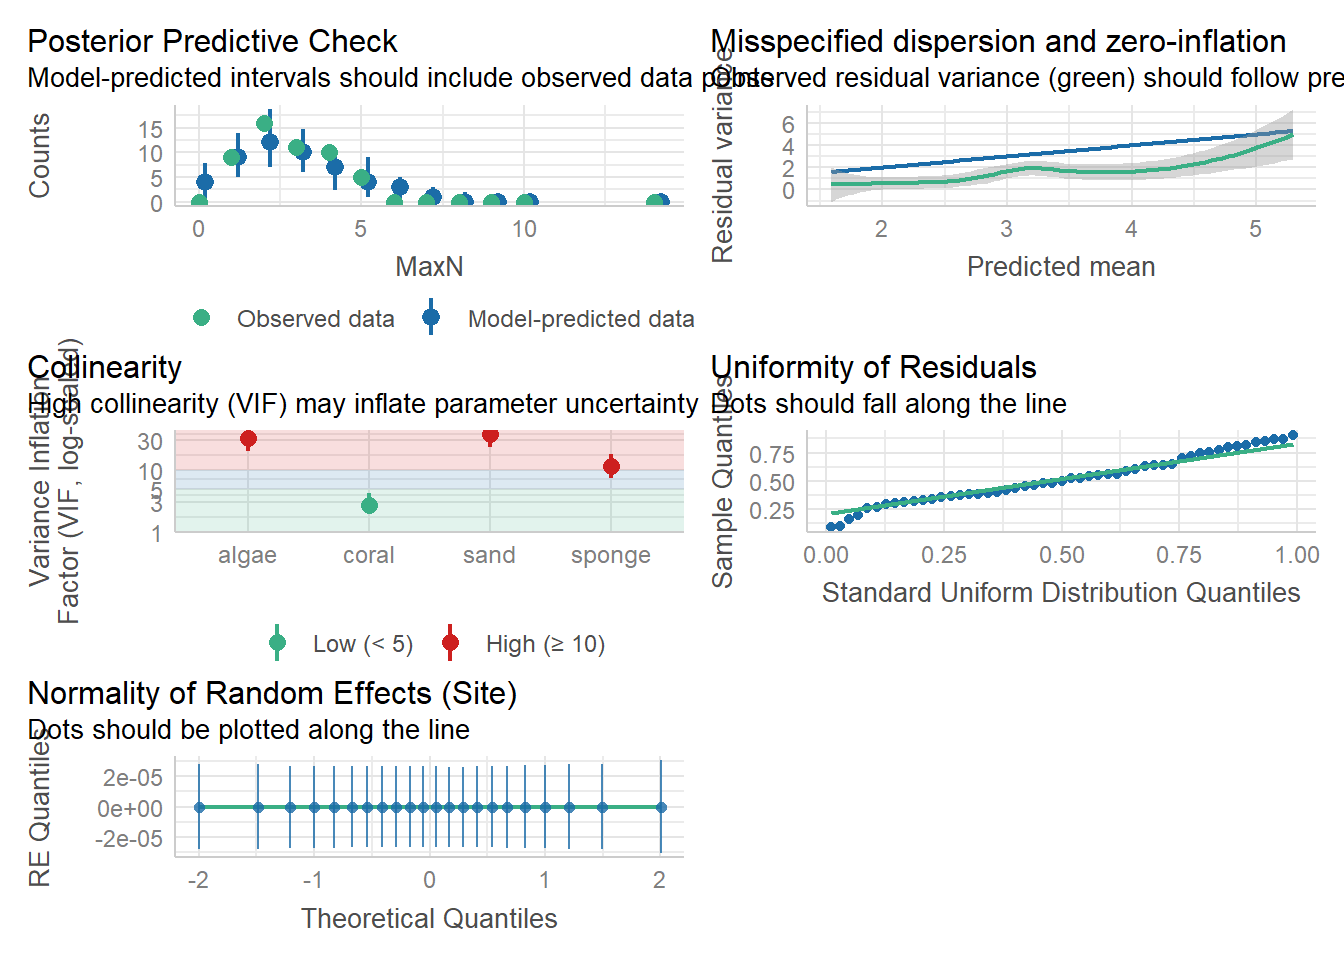 Posterior Predictive Check
Model-predicted intervals should include observed data points
Counts
15
10
5
0
0 5 10
MaxN
Observed data Model-predicted data
Misspecified dispersion and zero-inflation
Observed residual variance (green) should follow pre
Residual variance
6
4
2
0
2 3 4 5
Predicted mean
Collinearity
High collinearity (VIF) may inflate parameter uncertainty
Variance Inflation
Factor (VIF, log-scaled)
30
10
5
3
1
algae coral sand sponge
Low (< 5) High (≥ 10)
Uniformity of Residuals
Dots should fall along the line
Sample Quantiles
0.75
0.50
0.25
0.00 0.25 0.50 0.75 1.00
Standard Uniform Distribution Quantiles
Normality of Random Effects (Site)
Dots should be plotted along the line
RE Quantiles
2e-05
0e+00
-2e-05
-2 -1 0 1 2
Theoretical Quantiles